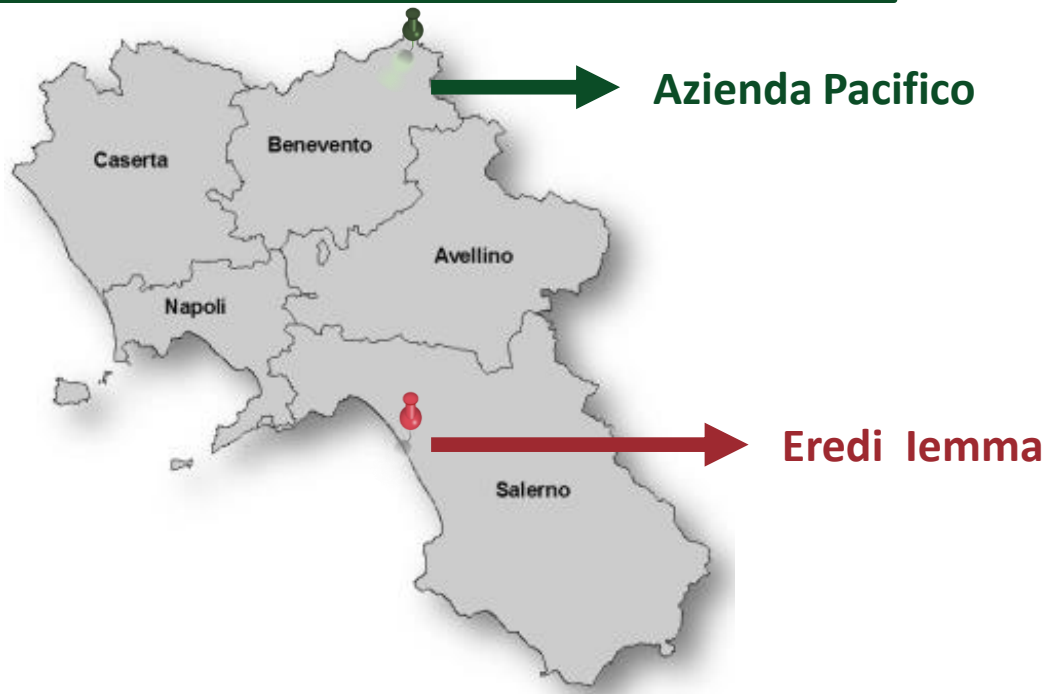 Azienda Pacifico
Benevento
Caserta
Avellino
Napoli
Eredi Iemma
Salerno